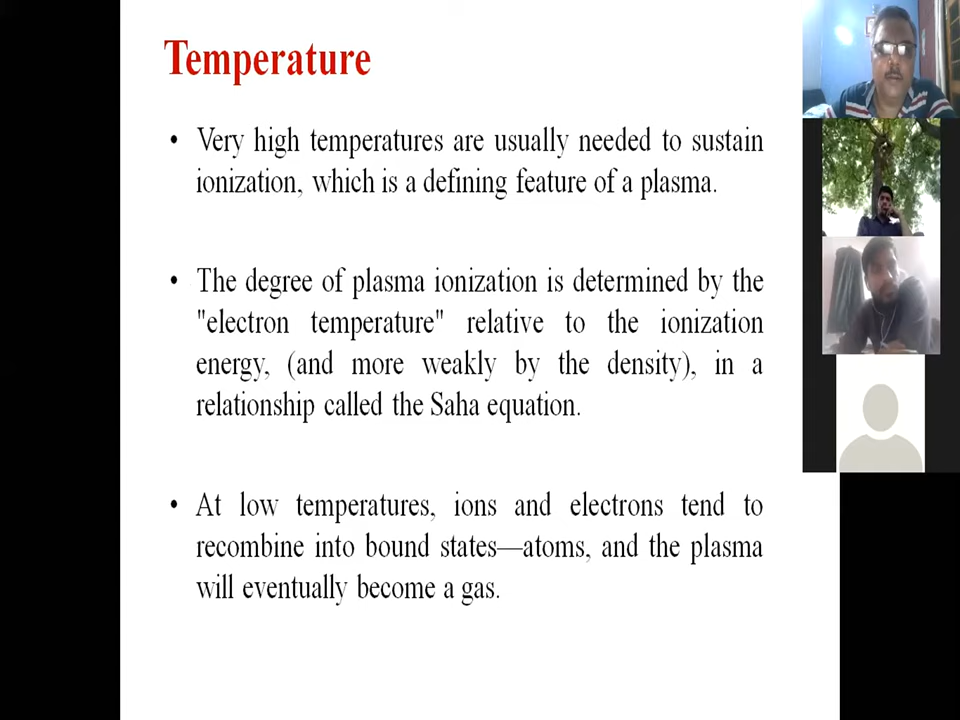 Temperature
• Very high temperatures are usually needed to sustain
ionization, which is a defining feature of a plasma.
• The degree of plasma ionization is determined by the
"electron temperature" relative to the ionization
energy, (and more weakly by the density), in a
relationship called the Saha equation.
• At low temperatures, ions and electrons tend to
recombine into bound states—atoms, and the plasma
will eventually become a gas.